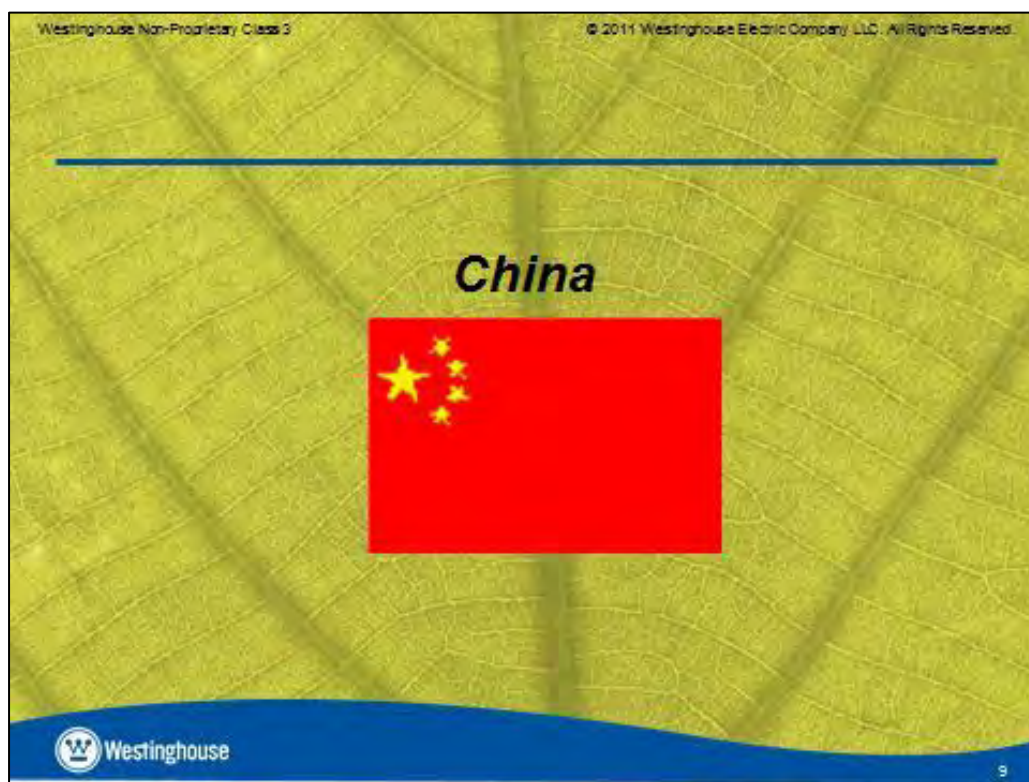 Westinghouse Non-Proprietary Class 3
© 2011 Westinghouse Electric Company LLC. All Rights Reserved.
China
Westinghouse
9